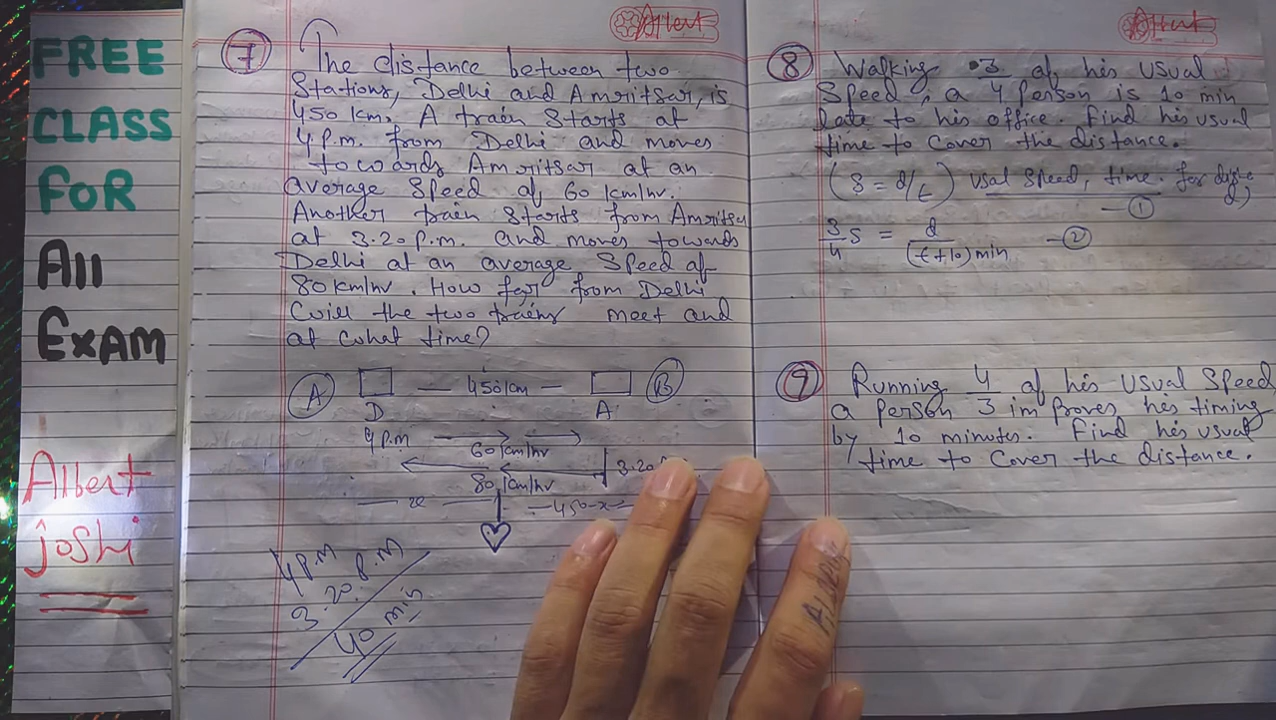 FREE
CLASS
FOR
All
EXAM
Albert
joshi
Albert
7 The distance between two
Stations, Delhi and Amritsar, is
450 km. A train Starts at
4 p.m. from Delhi and moves
towards Amritsar at an
average Speed of 60 km/hr.
Another train Starts from Amritsar
at 3.20 p.m. and moves towards
Delhi at an average Speed of
80 km/hr. How far from Delhi
will the two trains meet and
at what time?
A — 450 km — B
D A
4 P.M 60 km/hr
3.20
80 km/hr
x 450-x
4 P.M
3.20 P.M
40 min
8 Walking 3 of his usual
Speed, a 4 Person is 10 min
late to his office. Find his usual
time to Cover the distance.
(S = d/t) usal Speed, time. for
— 1
3/4 S = d/(t+10) min — 2
9 Running 4 of his usual Speed
a Person 3 improves his timing
by 10 minutes. Find his usual
time to Cover the distance.